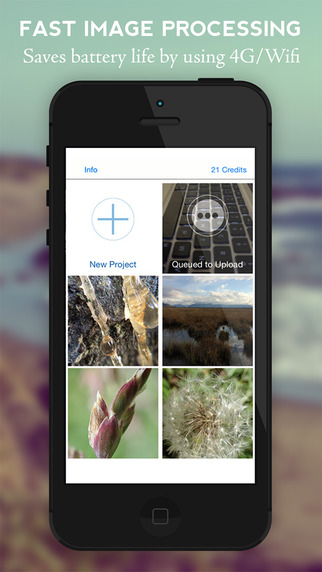 FAST IMAGE PROCESSING
Saves battery life by using 4G/Wifi
Info
21 Credits
New Project
Queued to Upload